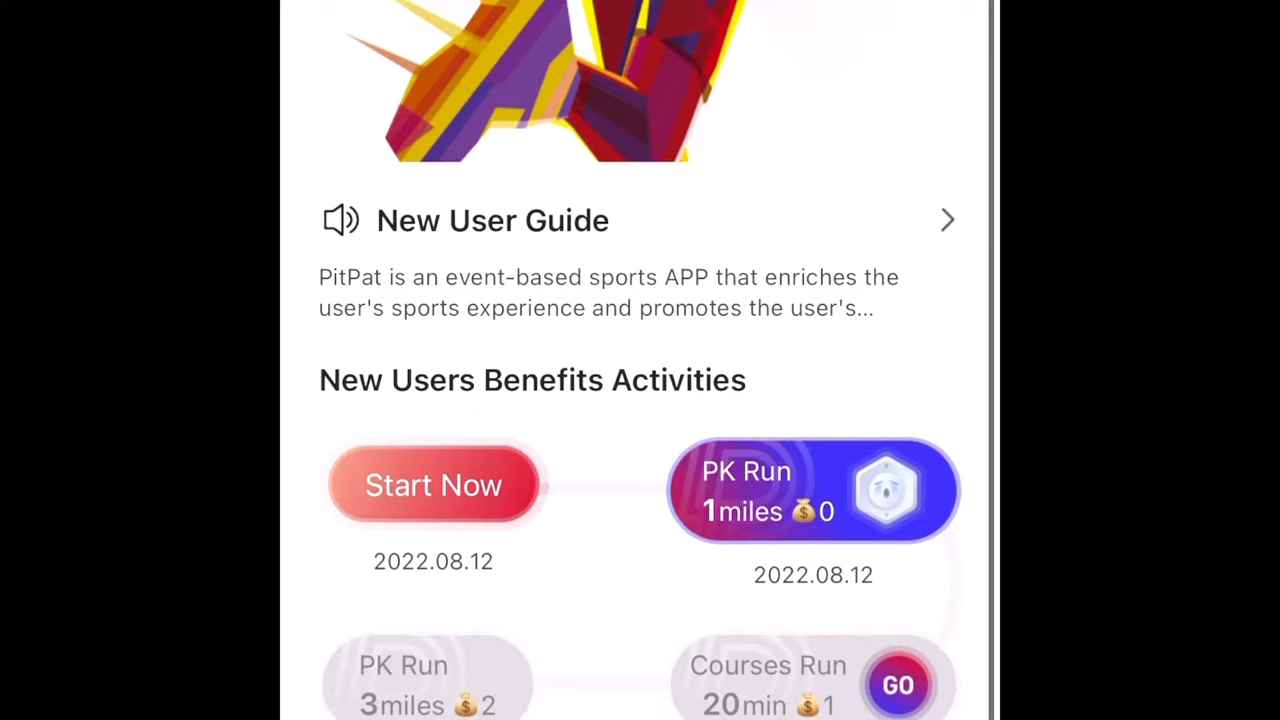 New User Guide
PitPat is an event-based sports APP that enriches the
user's sports experience and promotes the user's...
New Users Benefits Activities
Start Now
PK Run
1miles 💰0
2022.08.12
2022.08.12
PK Run
3miles 💰2
Courses Run
20min 💰1
GO